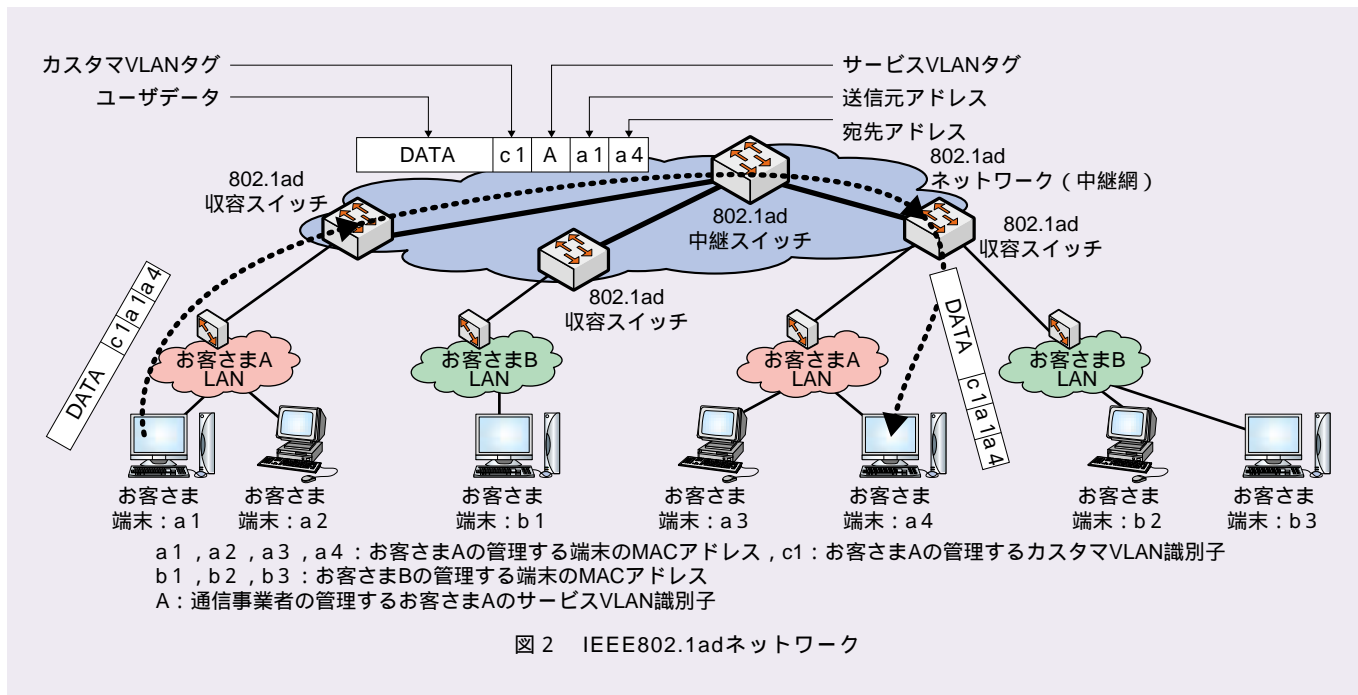 カスタマVLANタグ
ユーザデータ
サービスVLANタグ
送信元アドレス
宛先アドレス
DATA c1 A a1 a4
802.1ad
ネットワーク(中継網)
802.1ad
収容スイッチ
802.1ad
中継スイッチ
802.1ad
収容スイッチ
802.1ad
収容スイッチ
DATA c1 a1 a4
DATA c1 a1 a4
お客さまA
LAN
お客さまB
LAN
お客さまA
LAN
お客さまB
LAN
お客さま
端末:a1
お客さま
端末:a2
お客さま
端末:b1
お客さま
端末:a3
お客さま
端末:a4
お客さま
端末:b2
お客さま
端末:b3
a1,a2,a3,a4:お客さまAの管理する端末のMACアドレス,c1:お客さまAの管理するカスタマVLAN識別子
b1,b2,b3:お客さまBの管理する端末のMACアドレス
A:通信事業者の管理するお客さまAのサービスVLAN識別子
図2 IEEE802.1adネットワーク